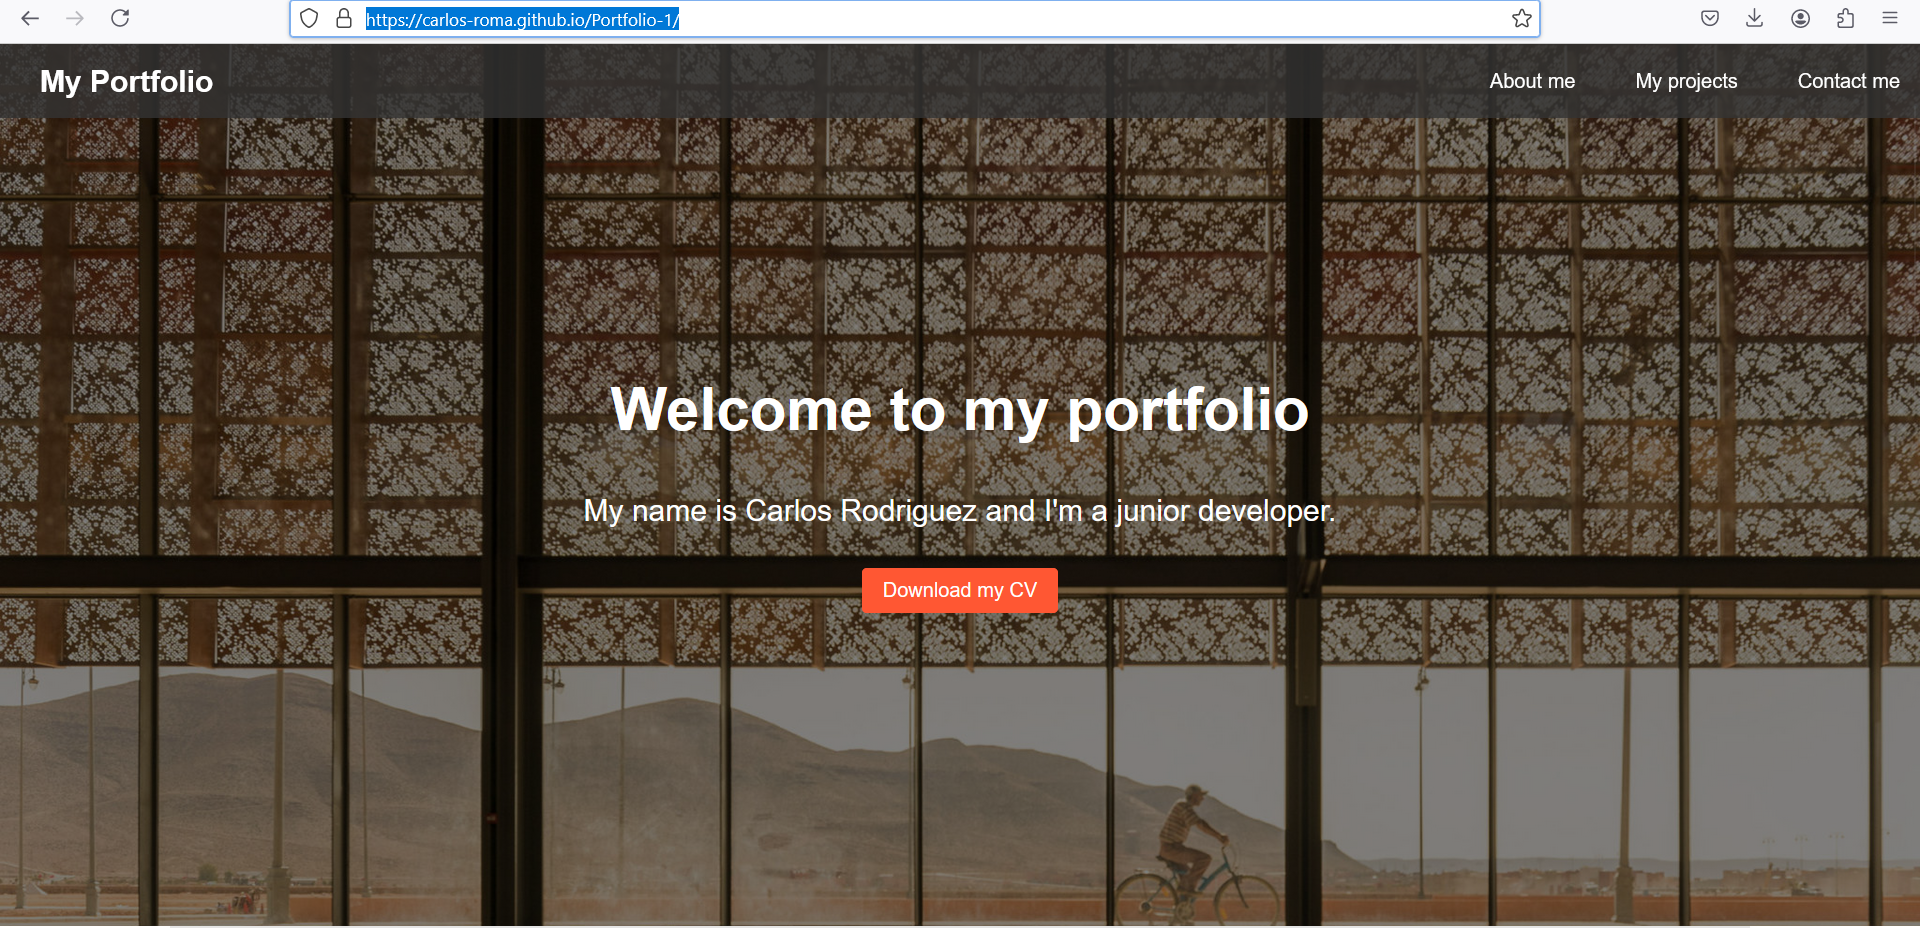 https://carlos-roma.github.io/Portfolio-1/
My Portfolio
About me
My projects
Contact me
Welcome to my portfolio
My name is Carlos Rodriguez and I'm a junior developer.
Download my CV